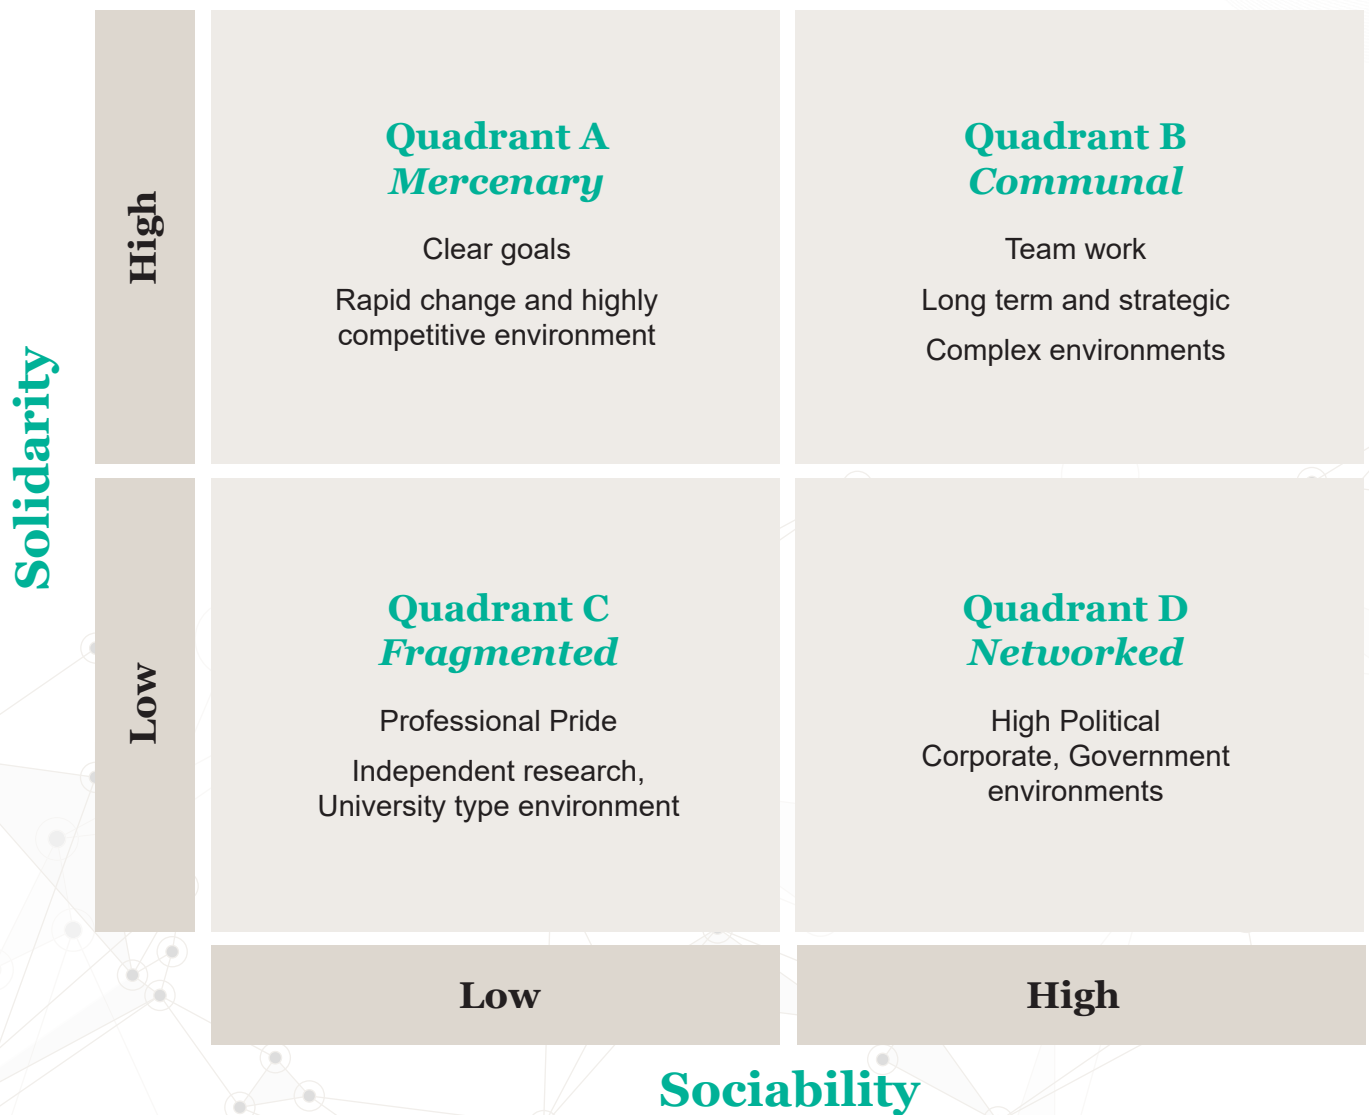 Solidarity
High
Quadrant A
Mercenary
Clear goals
Rapid change and highly
competitive environment
Quadrant B
Communal
Team work
Long term and strategic
Complex environments
Low
Quadrant C
Fragmented
Professional Pride
Independent research,
University type environment
Quadrant D
Networked
High Political
Corporate, Government
environments
Low
High
Sociability